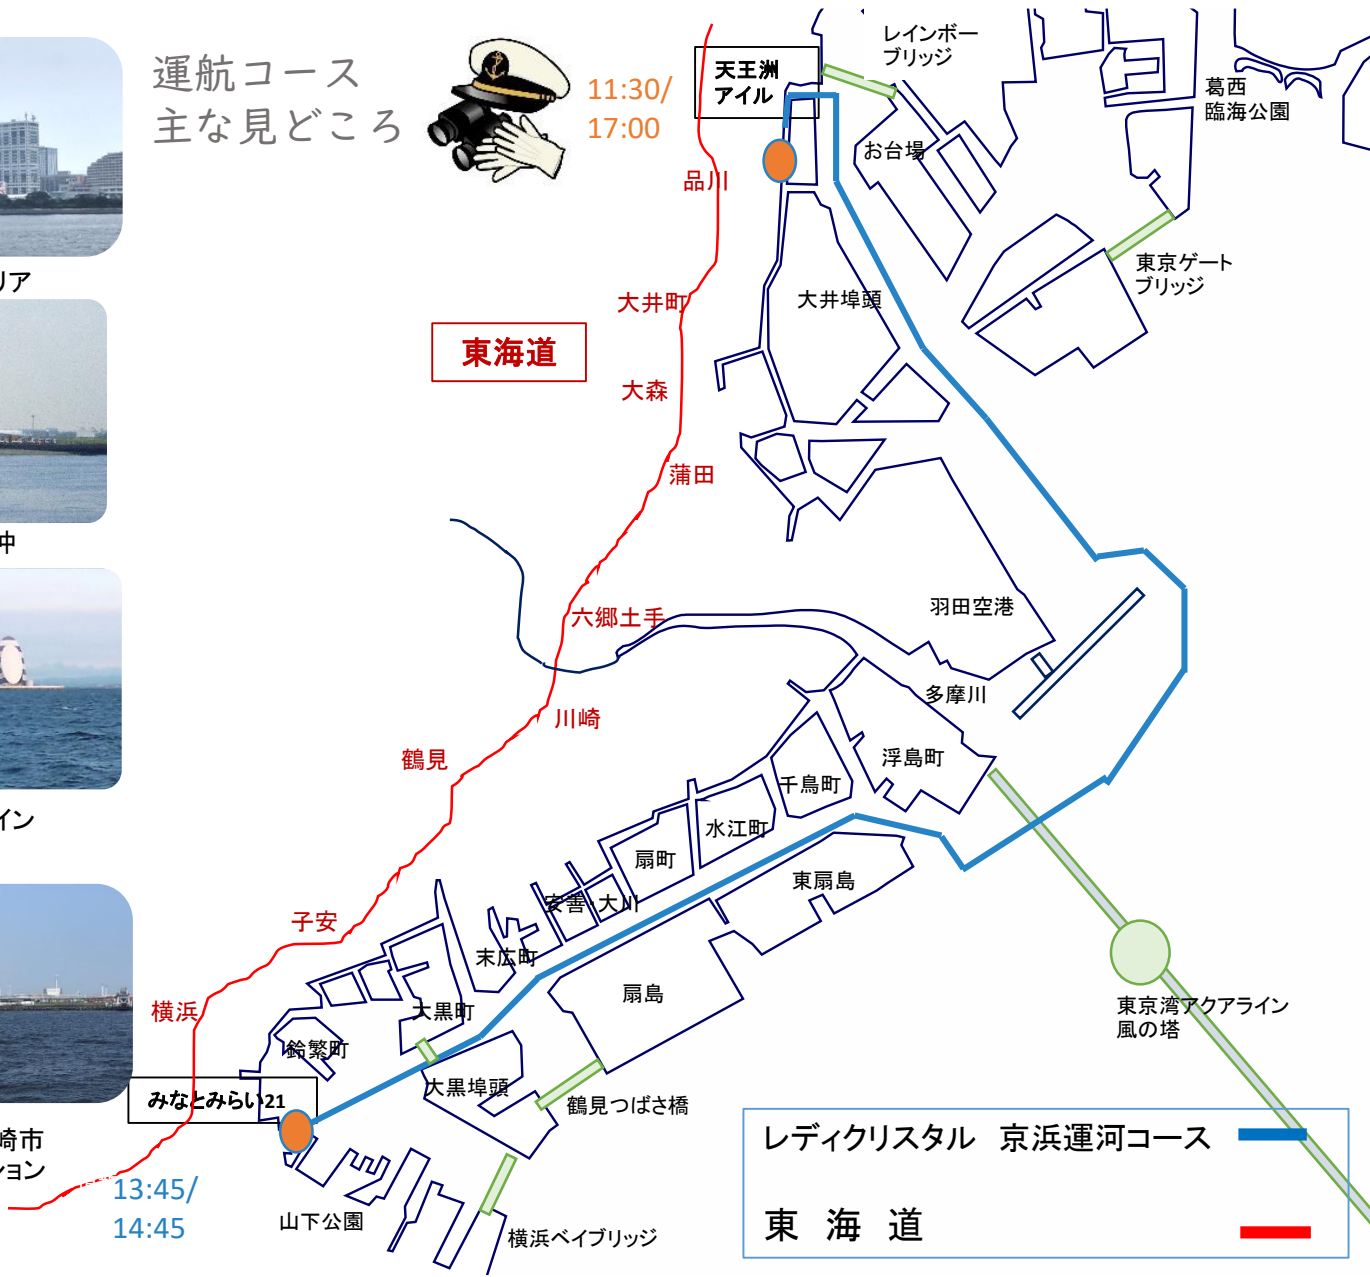 運航コース
主な見どころ
11:30/
17:00
天王洲
アイル
レインボー
ブリッジ
葛西
臨海公園
お台場
品川
東京ゲート
ブリッジ
大井町
大井埠頭
東海道
大森
蒲田
六郷土手
羽田空港
多摩川
川崎
鶴見
浮島町
千鳥町
水江町
扇町
東扇島
安善・大川
子安
末広町
扇島
横浜
大黒町
鈴繁町
東京湾アクアライン
風の塔
大黒埠頭
みなとみらい21
鶴見つばさ橋
リア
沖
イン
崎市
ション
13:45/
14:45
山下公園
横浜ベイブリッジ
レディクリスタル 京浜運河コース
東 海 道